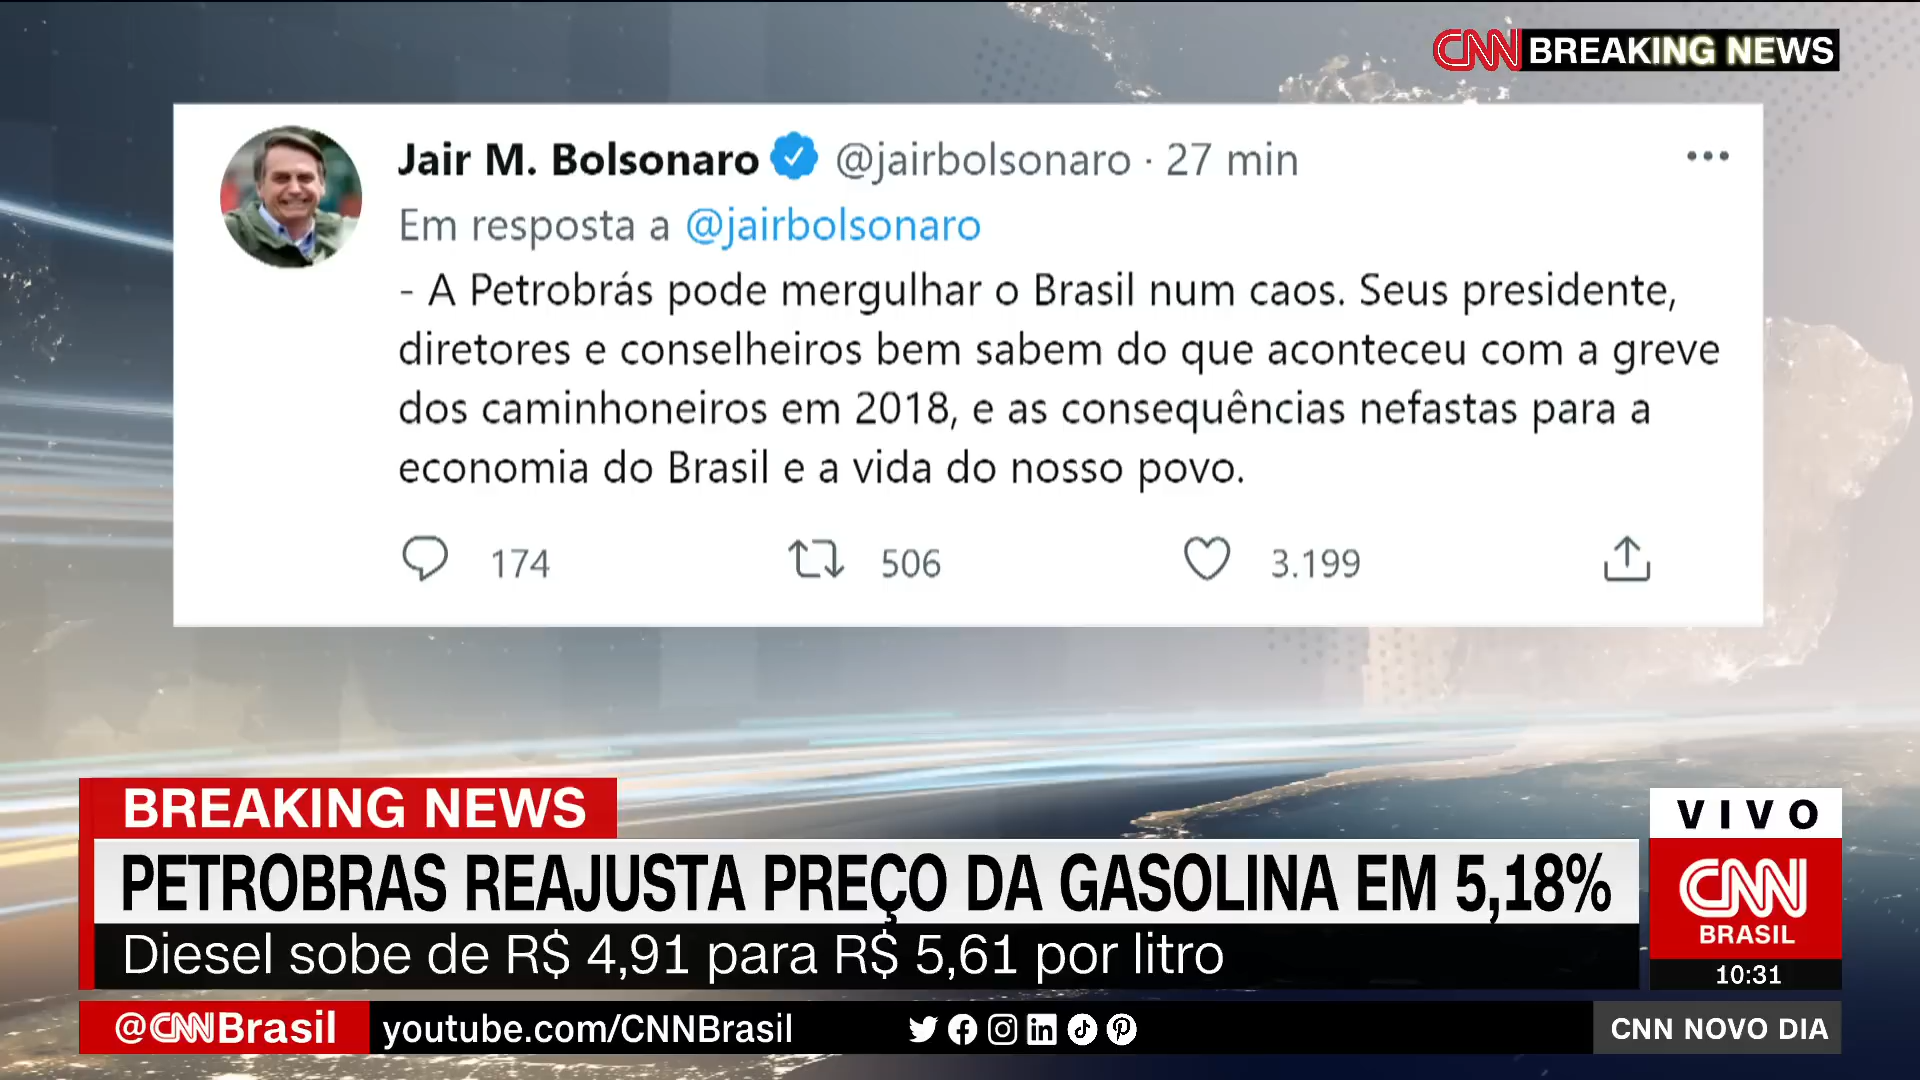 CNN BREAKING NEWS
Jair M. Bolsonaro @jairbolsonaro · 27 min
Em resposta a @jairbolsonaro
- A Petrobrás pode mergulhar o Brasil num caos. Seus presidente,
diretores e conselheiros bem sabem do que aconteceu com a greve
dos caminhoneiros em 2018, e as consequências nefastas para a
economia do Brasil e a vida do nosso povo.
174 506 3.199
BREAKING NEWS
PETROBRAS REAJUSTA PREÇO DA GASOLINA EM 5,18%
Diesel sobe de R$ 4,91 para R$ 5,61 por litro
VIVO
CNN
BRASIL
10:31
@CNNBrasil youtube.com/CNNBrasil
CNN NOVO DIA